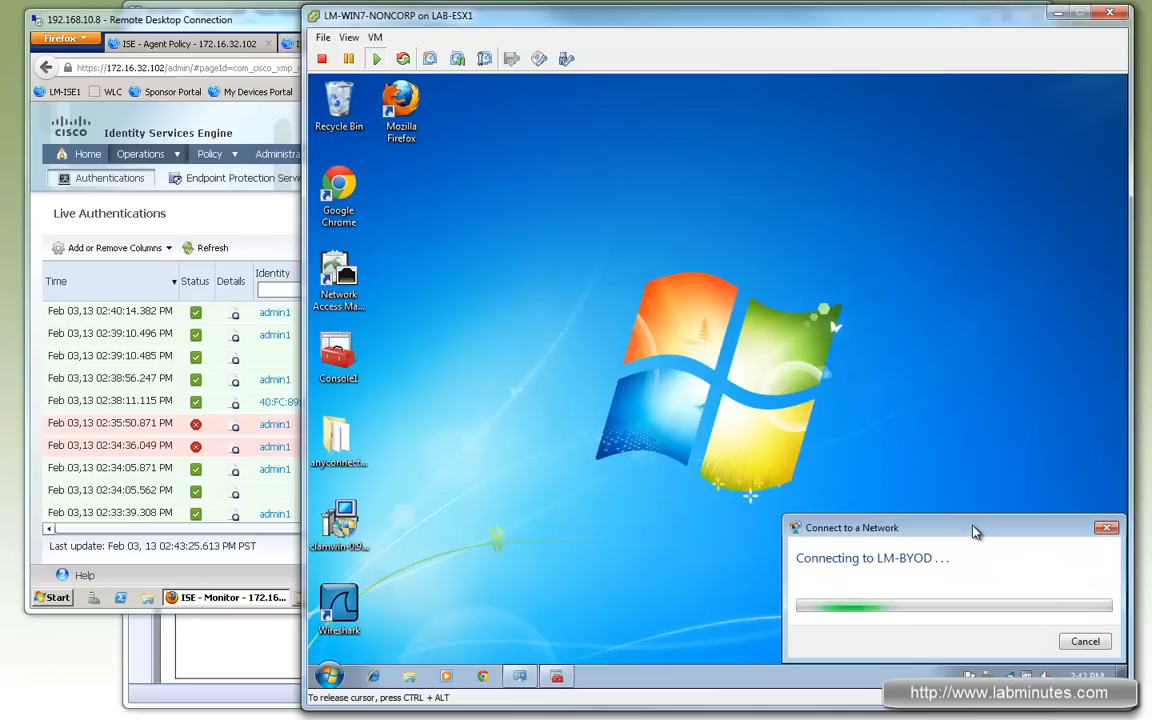 192.168.10.8 - Remote Desktop Connection
Firefox
ISE - Agent Policy - 172.16.32.102
https://172.16.32.102/admin/#pageId=com_cisco_xmp_
LM-ISE1
WLC
Sponsor Portal
My Devices Portal
CISCO
Identity Services Engine
Home
Operations
Policy
Administra
Authentications
Endpoint Protection Servi
Live Authentications
Add or Remove Columns
Refresh
Time
Status
Details
Identity
Feb 03,13 02:40:14.382 PM
admin1
Feb 03,13 02:39:10.496 PM
admin1
Feb 03,13 02:39:10.485 PM
Feb 03,13 02:38:56.247 PM
admin1
Feb 03,13 02:38:11.115 PM
40:FC:89:
Feb 03,13 02:35:50.871 PM
admin1
Feb 03,13 02:34:36.049 PM
admin1
Feb 03,13 02:34:05.871 PM
admin1
Feb 03,13 02:34:05.562 PM
Feb 03,13 02:33:39.308 PM
admin1
Last update: Feb 03, 13 02:43:25.613 PM PST
Help
Start
ISE - Monitor - 172.16...
LM-WIN7-NONCORP on LAB-ESX1
File View VM
Recycle Bin
Mozilla
Firefox
Google
Chrome
Network
Access Ma...
Console1
anyconnect...
clamwin-0.9...
Wireshark
Connect to a Network
Connecting to LM-BYOD . . .
Cancel
2:42 PM
To release cursor, press CTRL + ALT
http://www.labminutes.com